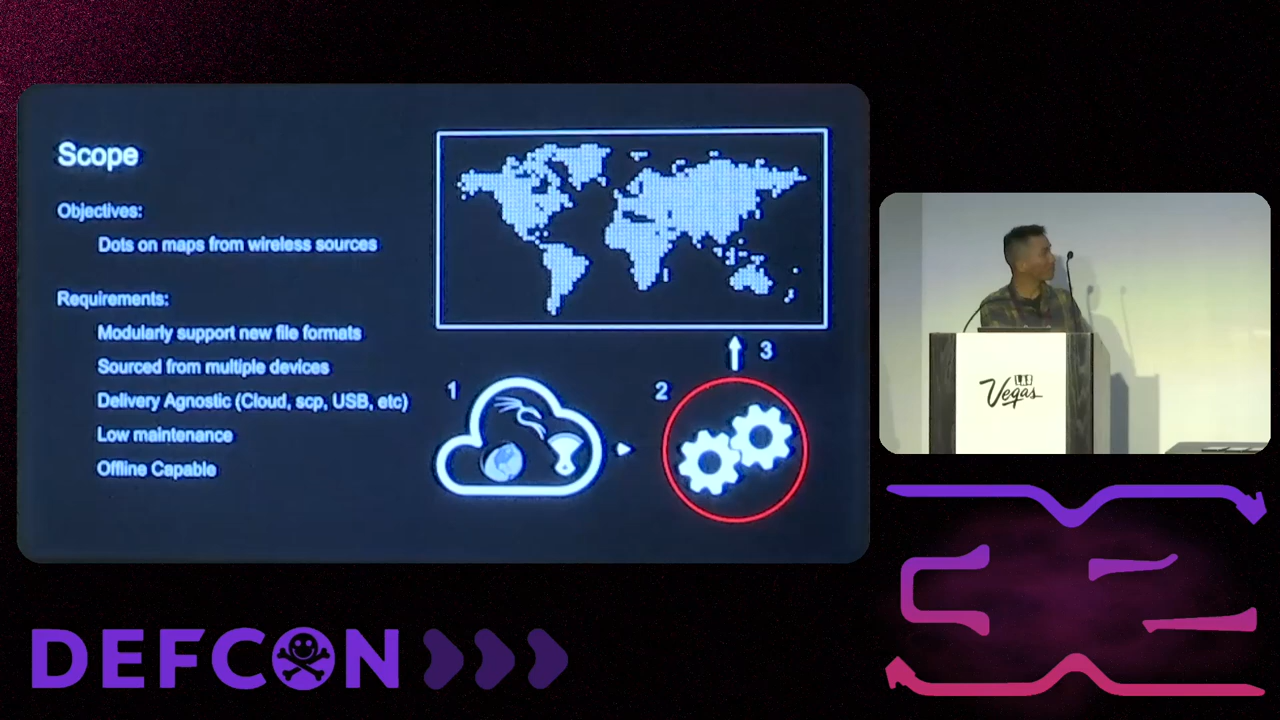 Scope
Objectives:
Dots on maps from wireless sources
Requirements:
Modularly support new file formats
Sourced from multiple devices
Delivery Agnostic (Cloud, scp, USB, etc)
Low maintenance
Offline Capable
1
2
3
LAS
Vegas
DEFCON